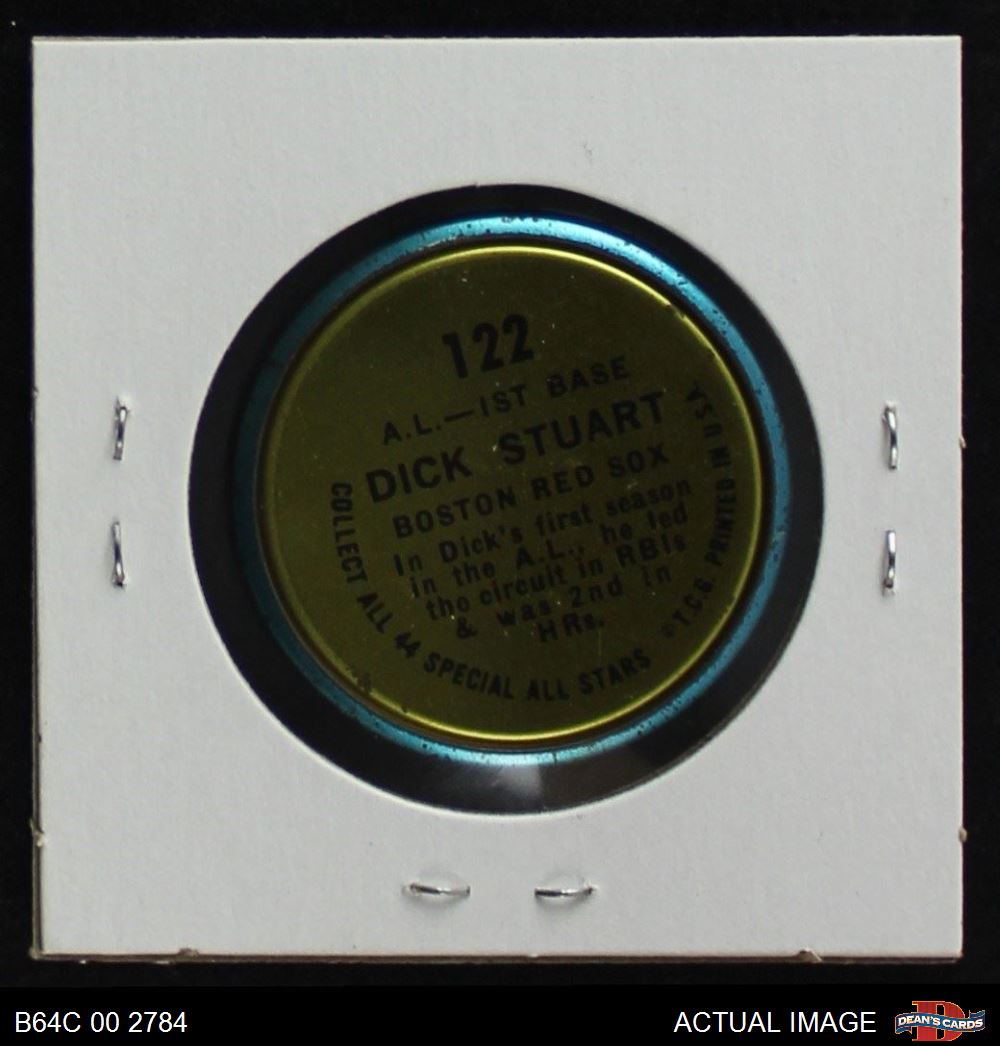 122
A.L.—1ST BASE
DICK STUART
BOSTON RED SOX
In Dick's first season
in the A.L., he led
the circuit in RBIs
& was 2nd in
HRs.
COLLECT ALL 44 SPECIAL ALL STARS
©T.C.G. PRINTED IN U.S.A.
B64C 00 2784
ACTUAL IMAGE
DEAN'S CARDS